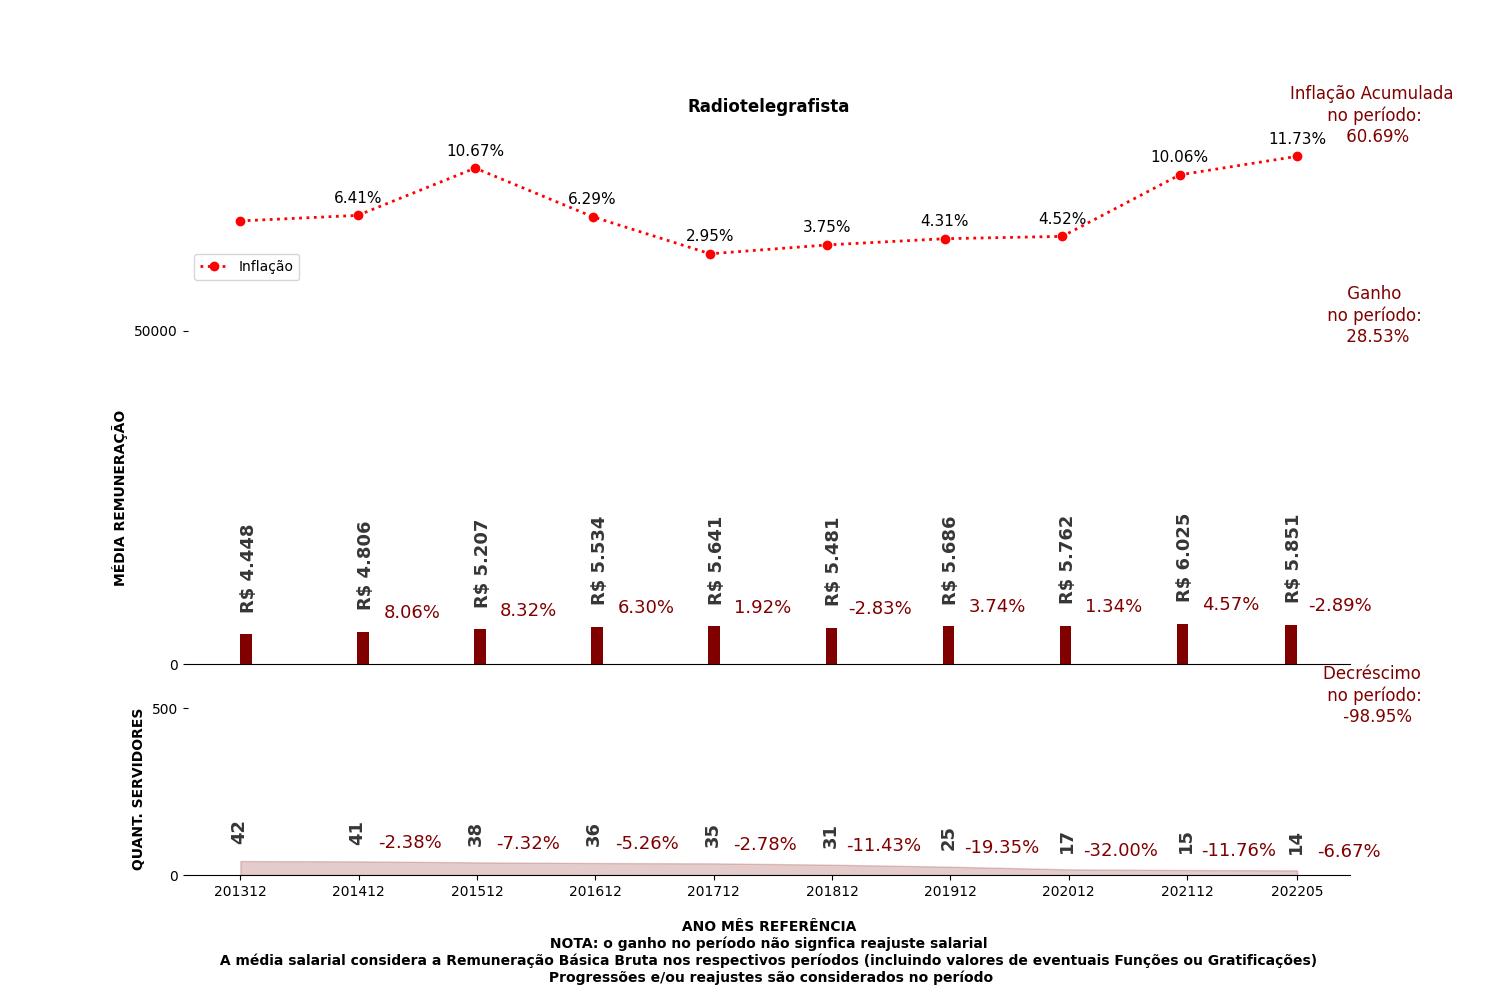 Radiotelegrafista
Inflação Acumulada
no período:
60.69%
6.41%
10.67%
6.29%
2.95%
3.75%
4.31%
4.52%
10.06%
11.73%
Inflação
Ganho
no período:
28.53%
50000
0
MÉDIA REMUNERAÇÃO
R$ 4.448
R$ 4.806
R$ 5.207
R$ 5.534
R$ 5.641
R$ 5.481
R$ 5.686
R$ 5.762
R$ 6.025
R$ 5.851
8.06%
8.32%
6.30%
1.92%
-2.83%
3.74%
1.34%
4.57%
-2.89%
Decréscimo
no período:
-98.95%
500
0
QUANT. SERVIDORES
42
41
38
36
35
31
25
17
15
14
-2.38%
-7.32%
-5.26%
-2.78%
-11.43%
-19.35%
-32.00%
-11.76%
-6.67%
201312
201412
201512
201612
201712
201812
201912
202012
202112
202205
ANO MÊS REFERÊNCIA
NOTA: o ganho no período não signfica reajuste salarial
A média salarial considera a Remuneração Básica Bruta nos respectivos períodos (incluindo valores de eventuais Funções ou Gratificações)
Progressões e/ou reajustes são considerados no período